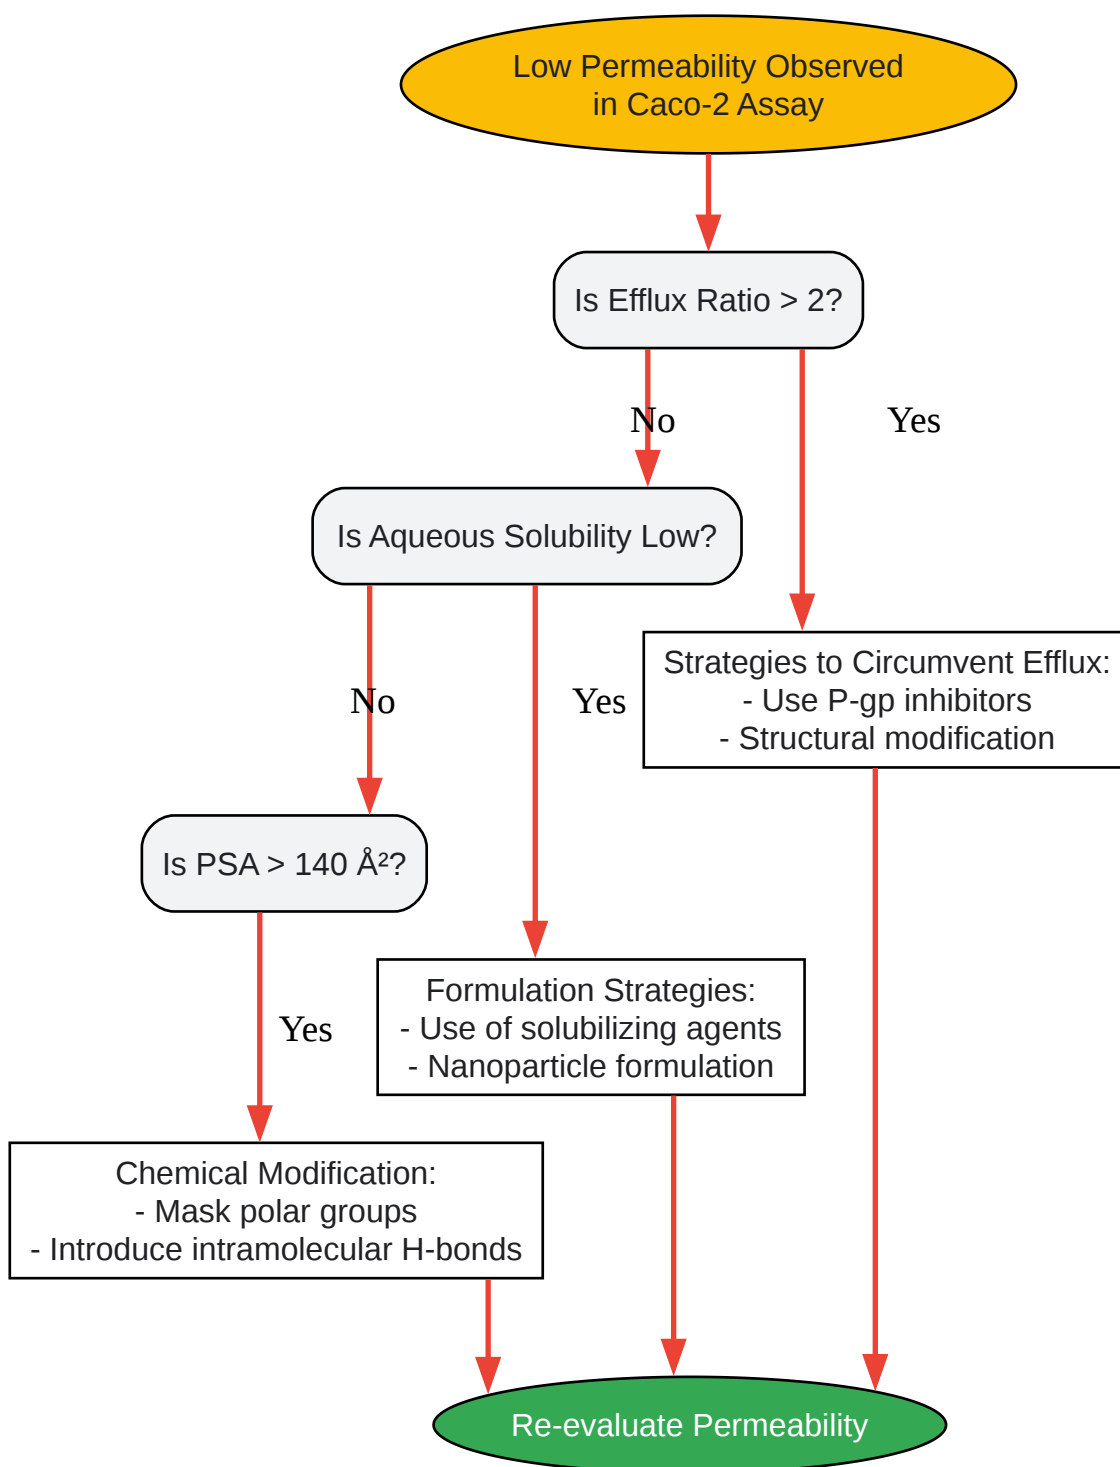 Low Permeability Observed
in Caco-2 Assay
Is Efflux Ratio > 2?
No
Yes
Is Aqueous Solubility Low?
Strategies to Circumvent Efflux:
- Use P-gp inhibitors
- Structural modification
No
Yes
Is PSA > 140 Å²?
Formulation Strategies:
- Use of solubilizing agents
- Nanoparticle formulation
Yes
Chemical Modification:
- Mask polar groups
- Introduce intramolecular H-bonds
Re-evaluate Permeability